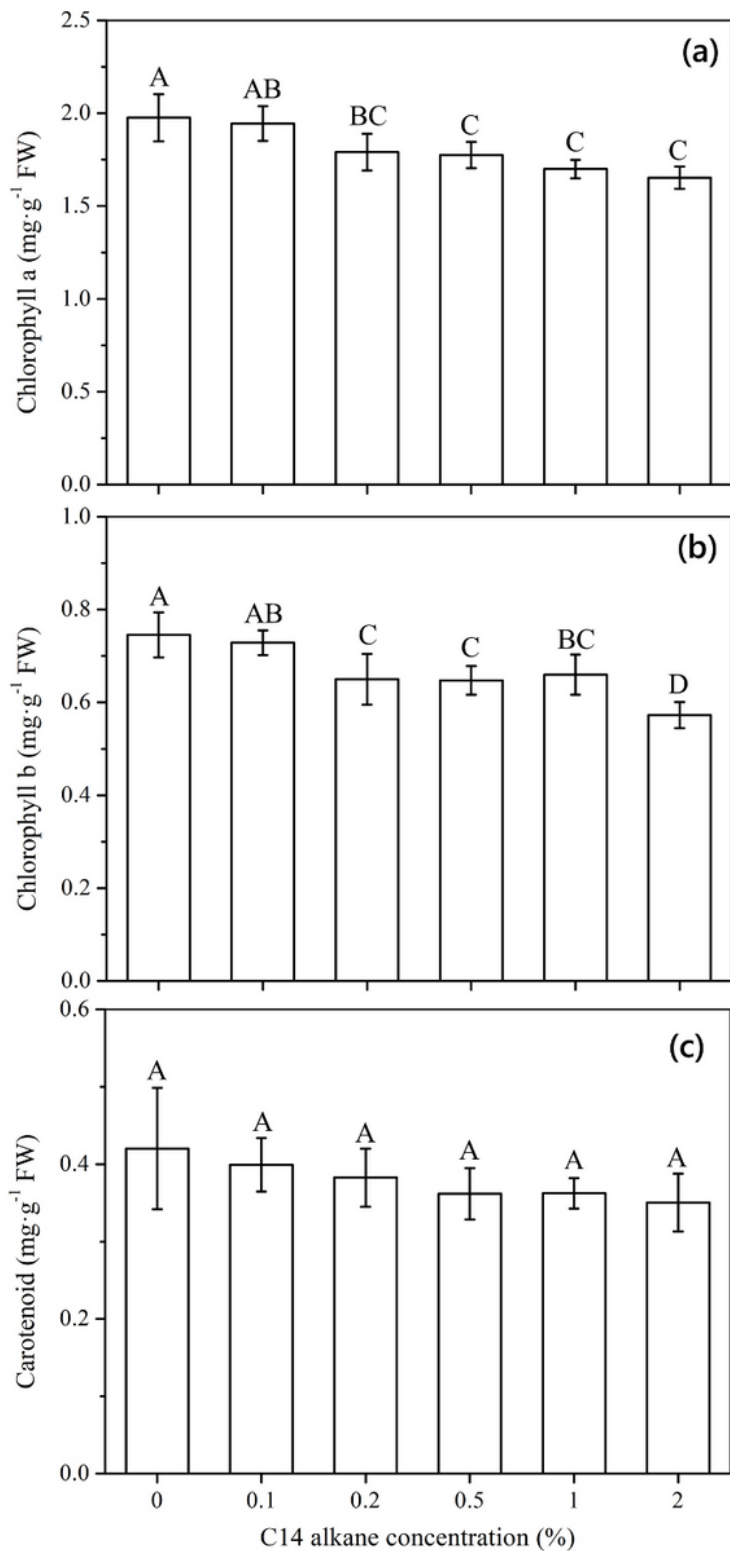 (a)
2.5
2.0
1.5
1.0
0.5
0.0
Chlorophyll a (mg·g⁻¹ FW)
A AB BC C C C
(b)
1.0
0.8
0.6
0.4
0.2
0.0
Chlorophyll b (mg·g⁻¹ FW)
A AB C C BC D
(c)
0.6
0.4
0.2
0.0
Carotenoid (mg·g⁻¹ FW)
A A A A A A
0 0.1 0.2 0.5 1 2
C14 alkane concentration (%)